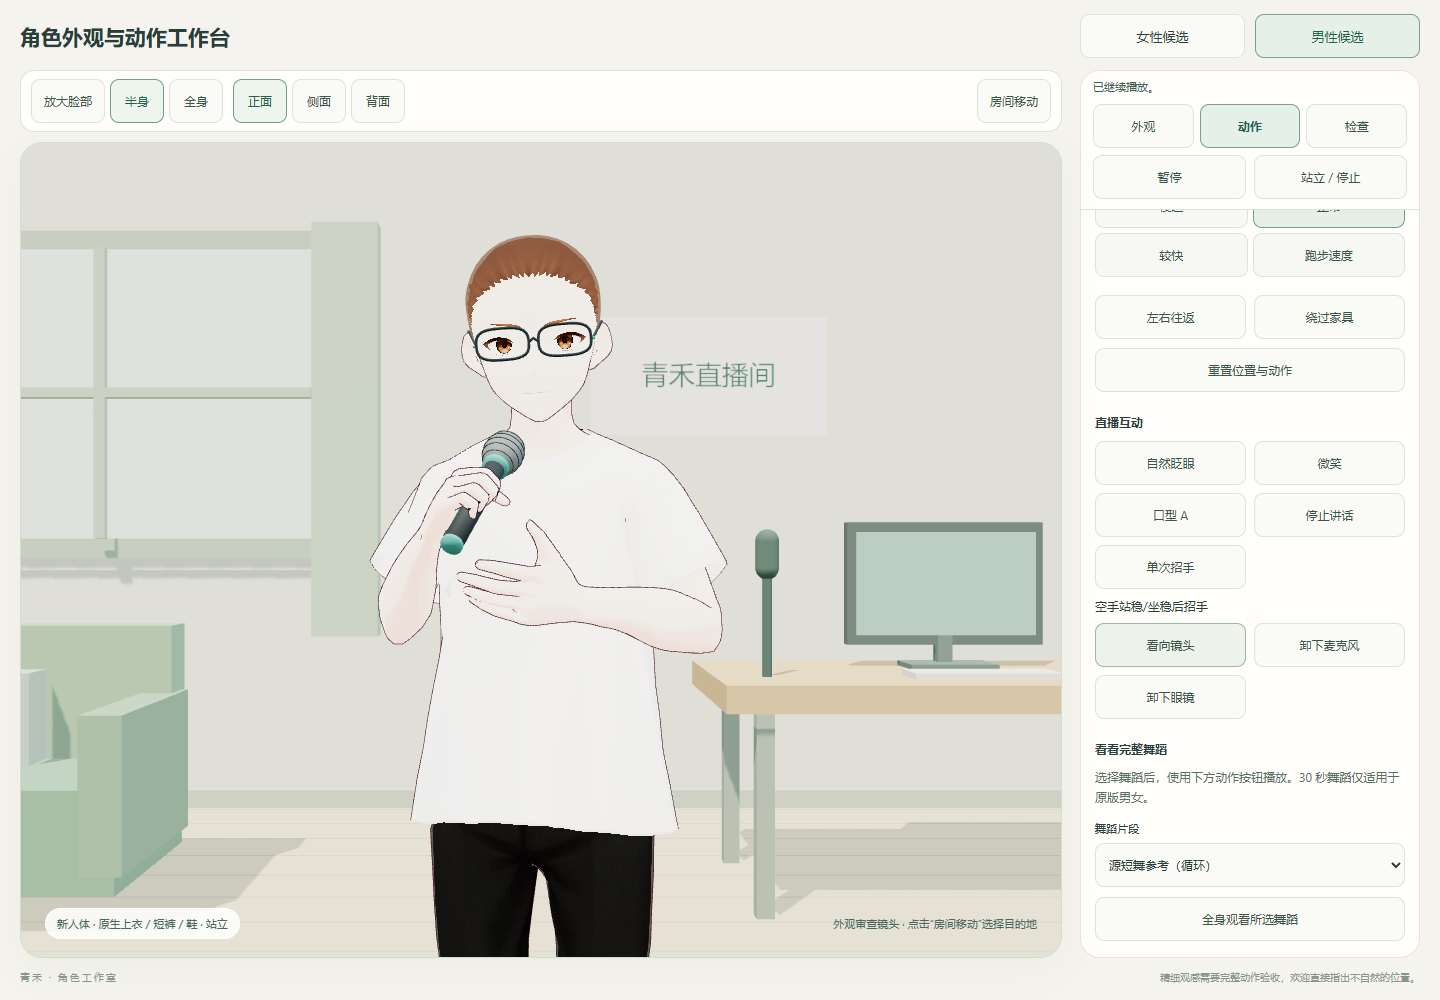 角色外观与动作工作台
女性候选
男性候选
放大脸部
半身
全身
正面
侧面
背面
房间移动
已继续播放。
外观
动作
检查
暂停
站立 / 停止
较快
跑步速度
左右往返
绕过家具
重置位置与动作
直播互动
自然眨眼
微笑
口型 A
停止讲话
单次招手
空手站稳/坐稳后招手
看向镜头
卸下麦克风
卸下眼镜
看看完整舞蹈
选择舞蹈后，使用下方动作按钮播放。30 秒舞蹈仅适用于
原版男女。
舞蹈片段
源短舞参考（循环）
全身观看所选舞蹈
青禾直播间
新人体 · 原生上衣 / 短裤 / 鞋 · 站立
外观审查镜头 · 点击“房间移动”选择目的地
青禾 · 角色工作室
精细观感需要完整动作验收，欢迎直接指出不自然的位置。